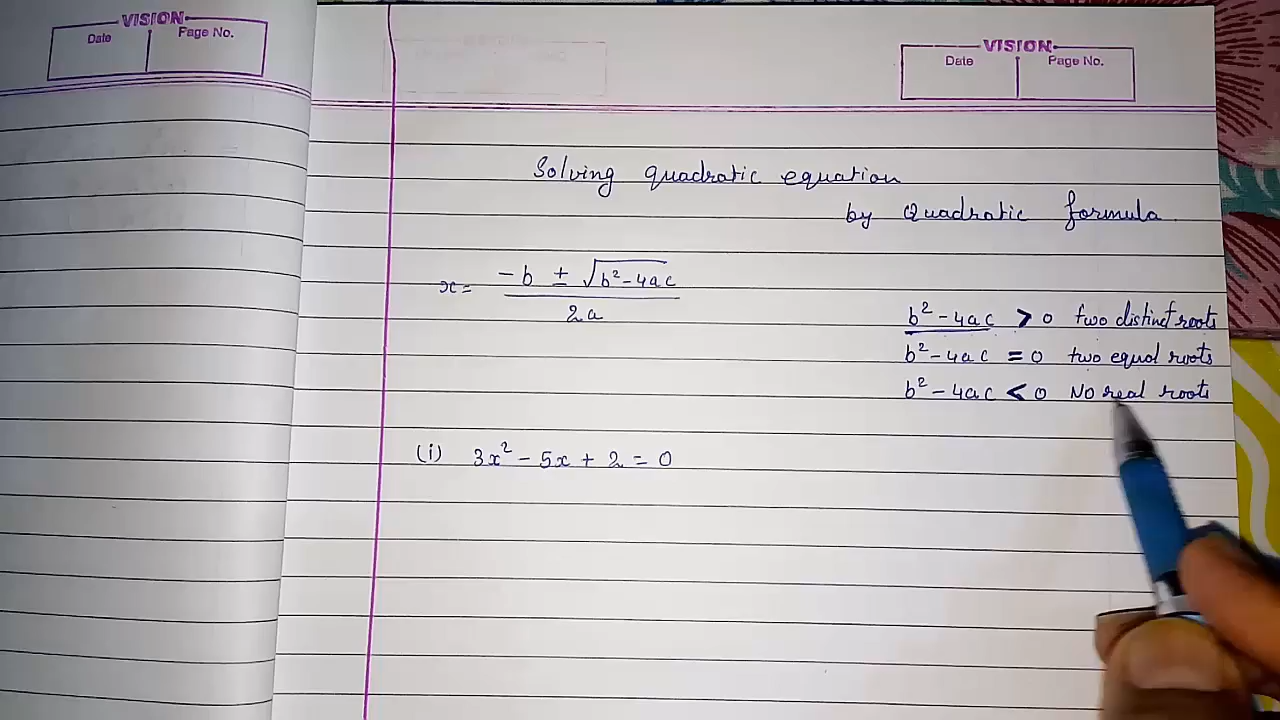 VISION
Date Page No.
VISION
Date Page No.
Solving quadratic equation
by Quadratic formula
x = -b ± √b² - 4ac / 2a
b² - 4ac > 0 two distinct roots
b² - 4ac = 0 two equal roots
b² - 4ac < 0 No real roots
(i) 3x² - 5x + 2 = 0